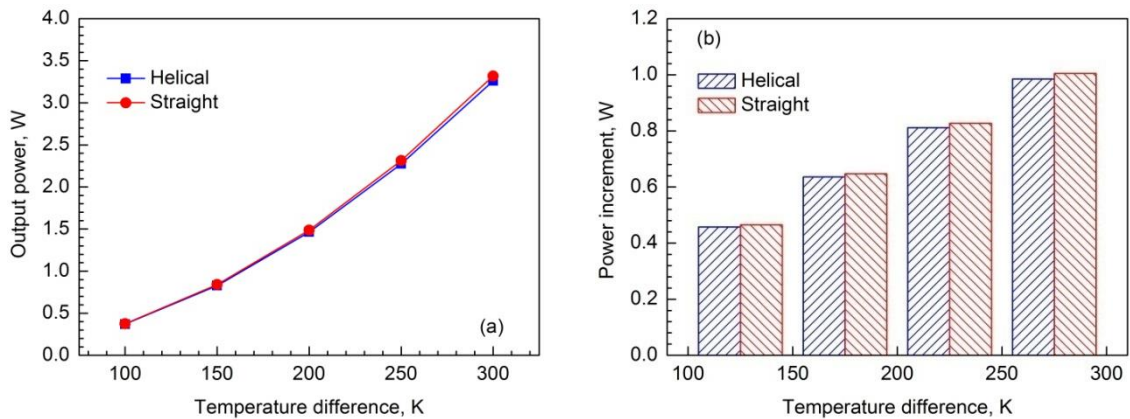 4.0
3.5
3.0
2.5
2.0
1.5
1.0
0.5
0.0
Output power, W
Helical
Straight
(a)
100 150 200 250 300
Temperature difference, K
1.2
1.0
0.8
0.6
0.4
0.2
0.0
Power increment, W
(b)
Helical
Straight
100 150 200 250 300
Temperature difference, K